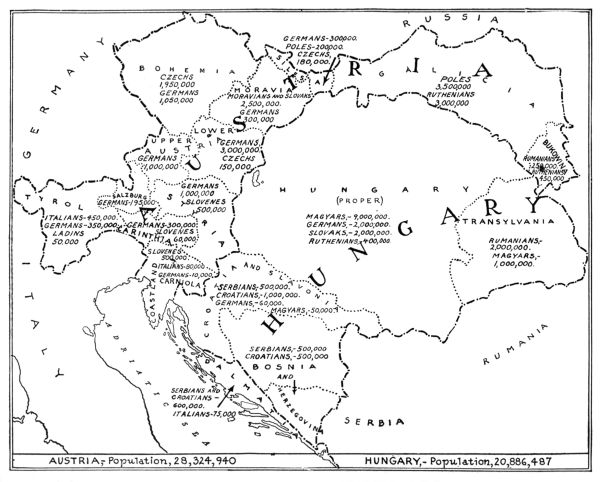 RUSSIA
GERMANY
GERMANS-300000.
POLES-200000.
CZECHS,
180,000.
AUSTRIA
SILESIA
BOHEMIA
CZECHS
1,950,000
GERMANS
1,050,000
MORAVIA
MORAVIANS AND SLOVAKS
2,500,000.
GERMANS
300,000
GALICIA
POLES
3,500,000
RUTHENIANS
3,000,000
UPPER
LOWER
AUSTRIA
GERMANS
1,000,000
GERMANS
3,000,000
CZECHS
150,000
BUKOWINA
RUMANIANS
250,000
RUTHENIANS
450,000
TYROL
ITALIANS-450,000
GERMANS-350,000
LADINS
50,000
SALZBURG
GERMANS-195,000
STYRIA
GERMANS
1,000,000
SLOVENES
500,000
CARINTHIA
GERMANS-300,000
SLOVENES
60,000
HUNGARY
(PROPER)
MAGYARS,-9,000,000
GERMANS,-2,000,000
SLOVAKS,-2,000,000
RUTHENIANS,-400,000
HUNGARY
TRANSYLVANIA
RUMANIANS-
2,000,000.
MAGYARS,-
1,000,000
SLOVENES
500,000
ITALIANS-80,000
GERMANS-10,000
CARNIOLA
COASTLAND
CROATIA AND SLAVONIA
SERBIANS-500,000
CROATIANS,-1,000,000
GERMANS,-60,000
MAGYARS,-50,000
ITALY
ADRIATIC SEA
SERBIANS,-500,000
CROATIANS,-500,000
BOSNIA
AND
HERZEGOVINA
DALMATIA
SERBIANS AND
CROATIANS-
600,000.
ITALIANS-75,000
SERBIA
RUMANIA
AUSTRIA,-Population, 28,324,940
HUNGARY,- Population, 20,886,487